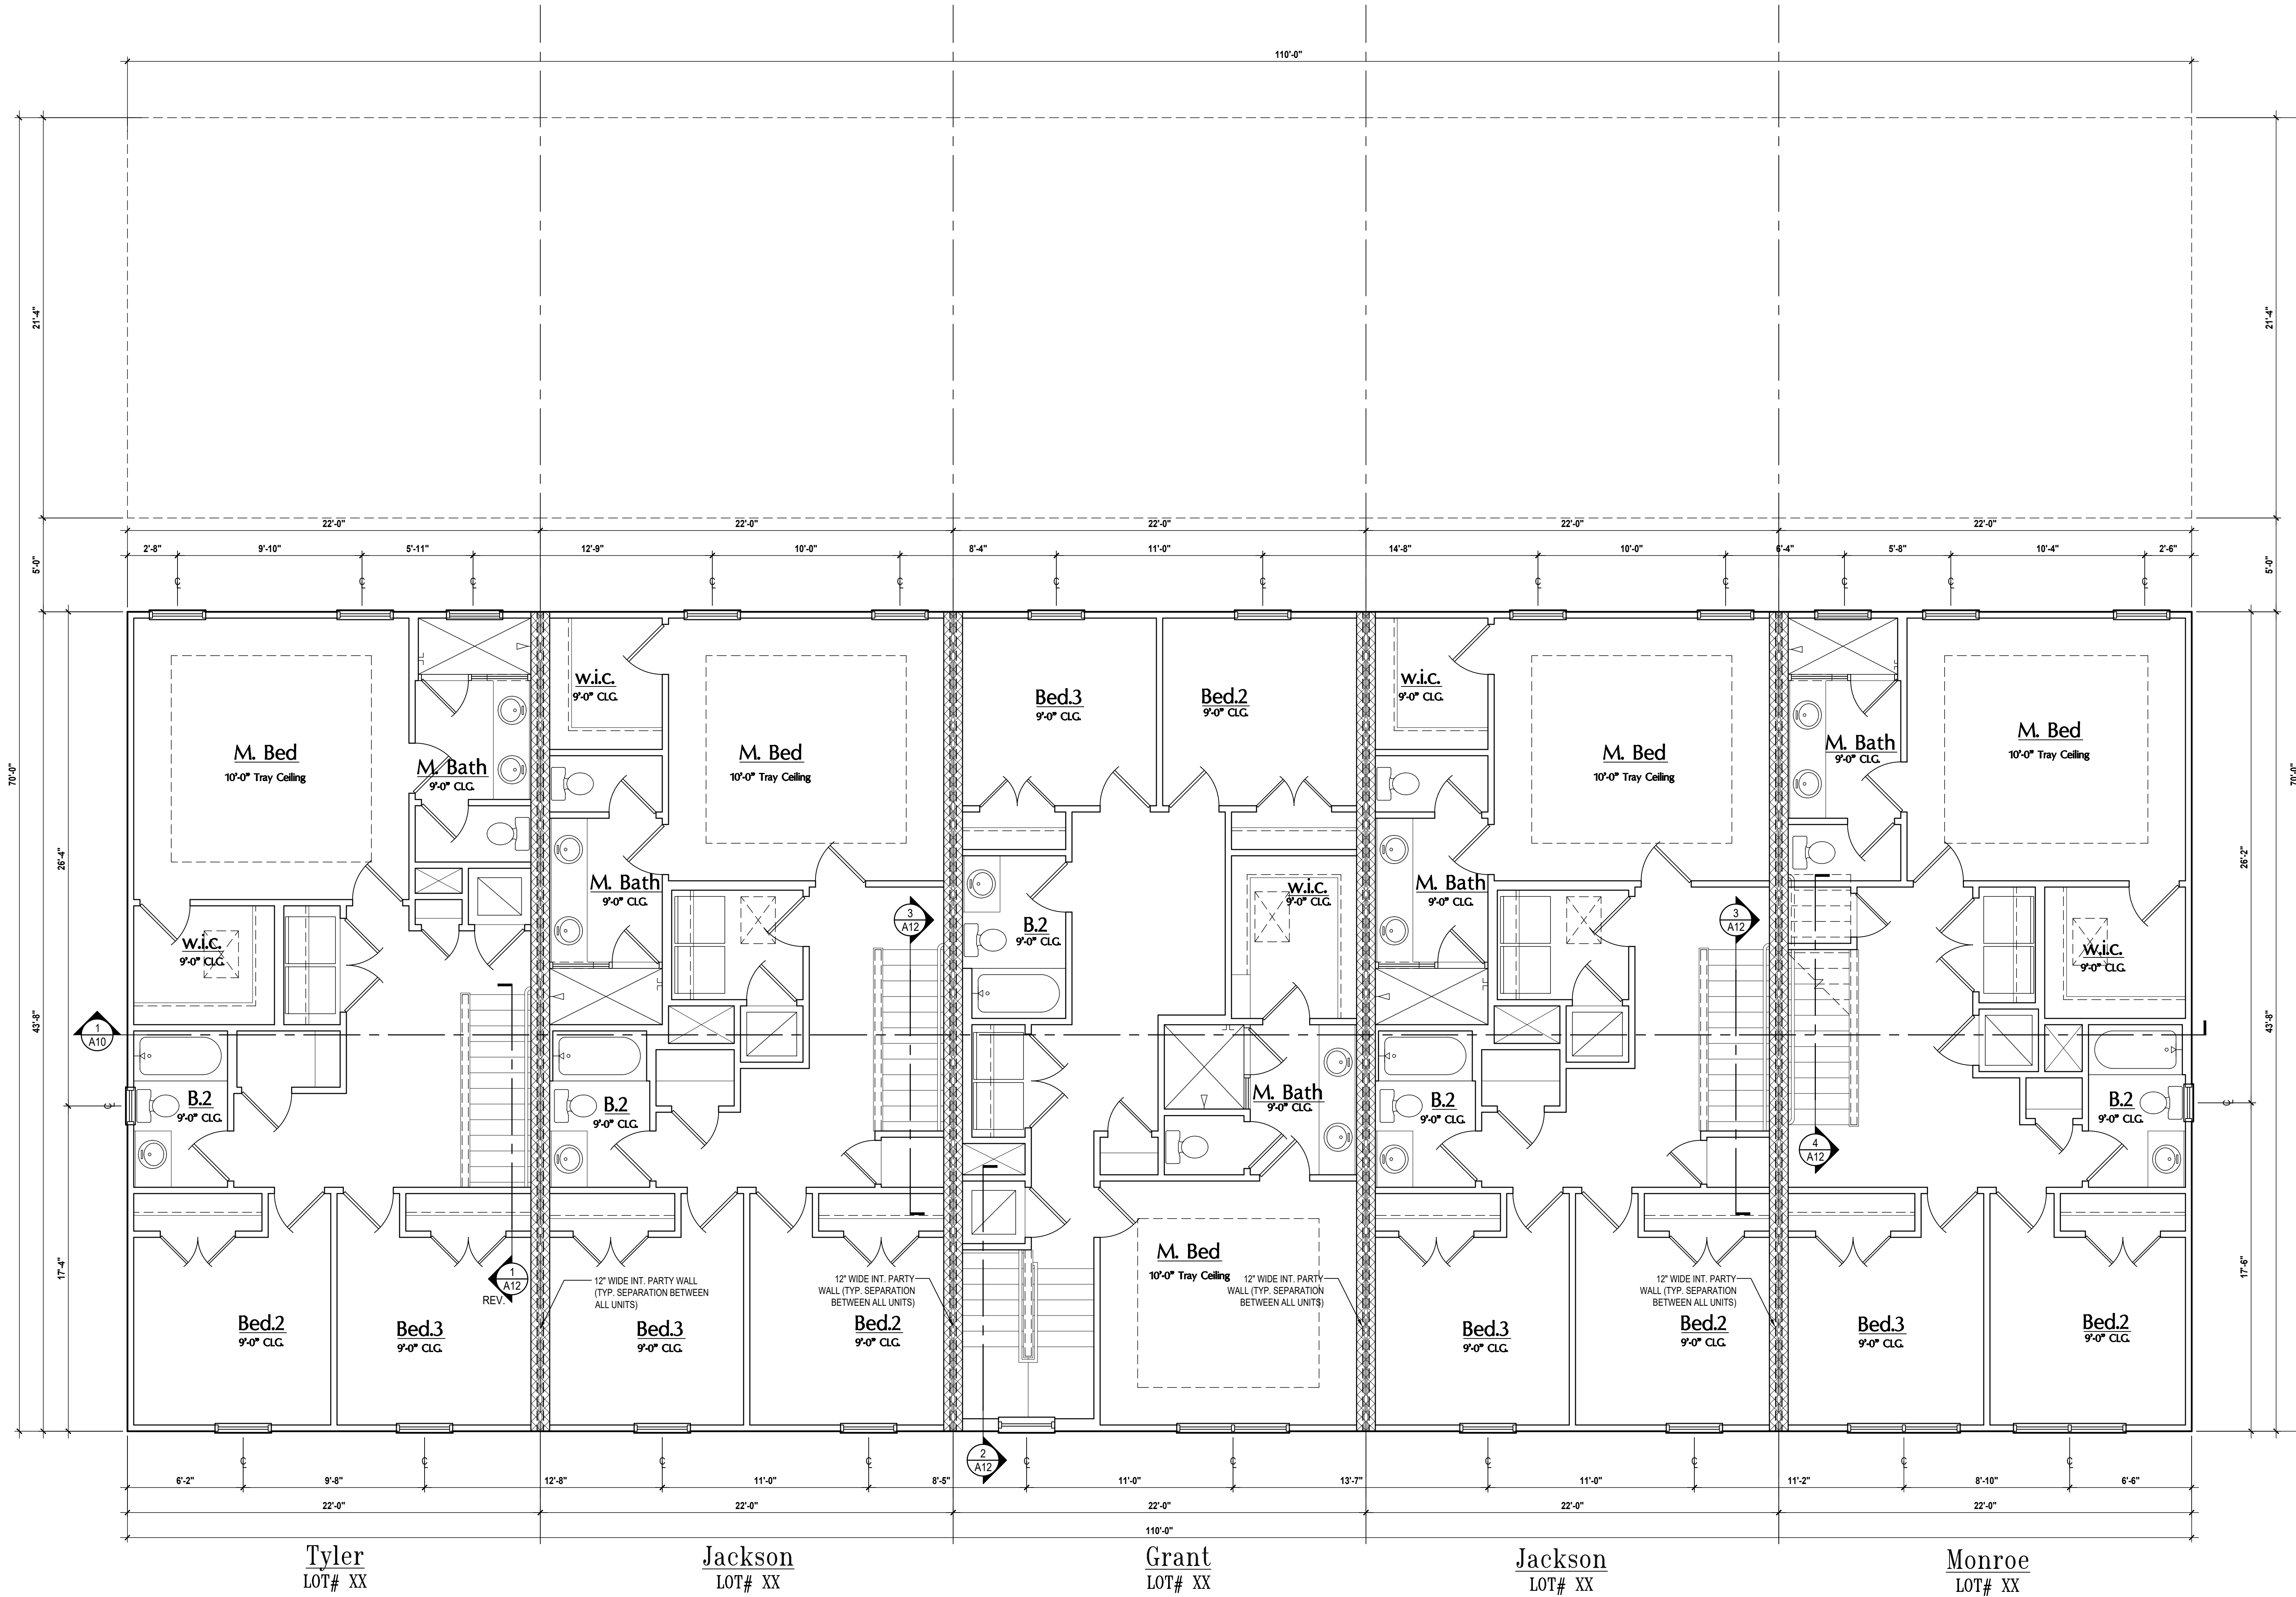 110'-0"
21'-4"
21'-4"
22'-0"
22'-0"
22'-0"
22'-0"
22'-0"
2'-8"
9'-10"
5'-11"
12'-9"
10'-0"
8'-4"
11'-0"
14'-8"
10'-0"
6'-4"
5'-8"
10'-4"
2'-6"
5'-0"
5'-0"
70'-0"
70'-0"
43'-8"
43'-8"
26'-4"
26'-2"
17'-4"
17'-6"
M. Bed
10'-0" Tray Ceiling
M. Bath
9'-0" CLG.
w.i.c.
9'-0" CLG.
B.2
9'-0" CLG.
Bed.2
9'-0" CLG.
Bed.3
9'-0" CLG.
1
A10
1
A12
REV.
12" WIDE INT. PARTY WALL
(TYP. SEPARATION BETWEEN
ALL UNITS)
w.i.c.
9'-0" CLG.
M. Bed
10'-0" Tray Ceiling
M. Bath
9'-0" CLG.
3
A12
B.2
9'-0" CLG.
Bed.3
9'-0" CLG.
Bed.2
9'-0" CLG.
12" WIDE INT. PARTY
WALL (TYP. SEPARATION
BETWEEN ALL UNITS)
Bed.3
9'-0" CLG.
Bed.2
9'-0" CLG.
w.i.c.
9'-0" CLG.
B.2
9'-0" CLG.
M. Bath
9'-0" CLG.
M. Bed
10'-0" Tray Ceiling
12" WIDE INT. PARTY
WALL (TYP. SEPARATION
BETWEEN ALL UNITS)
2
A12
w.i.c.
9'-0" CLG.
M. Bed
10'-0" Tray Ceiling
M. Bath
9'-0" CLG.
3
A12
B.2
9'-0" CLG.
Bed.3
9'-0" CLG.
Bed.2
9'-0" CLG.
12" WIDE INT. PARTY
WALL (TYP. SEPARATION
BETWEEN ALL UNITS)
M. Bath
9'-0" CLG.
M. Bed
10'-0" Tray Ceiling
w.i.c.
9'-0" CLG.
B.2
9'-0" CLG.
4
A12
Bed.3
9'-0" CLG.
Bed.2
9'-0" CLG.
6'-2"
9'-8"
12'-8"
11'-0"
8'-5"
11'-0"
13'-7"
11'-0"
11'-2"
8'-10"
6'-6"
22'-0"
22'-0"
22'-0"
22'-0"
22'-0"
110'-0"
Tyler
LOT# XX
Jackson
LOT# XX
Grant
LOT# XX
Jackson
LOT# XX
Monroe
LOT# XX